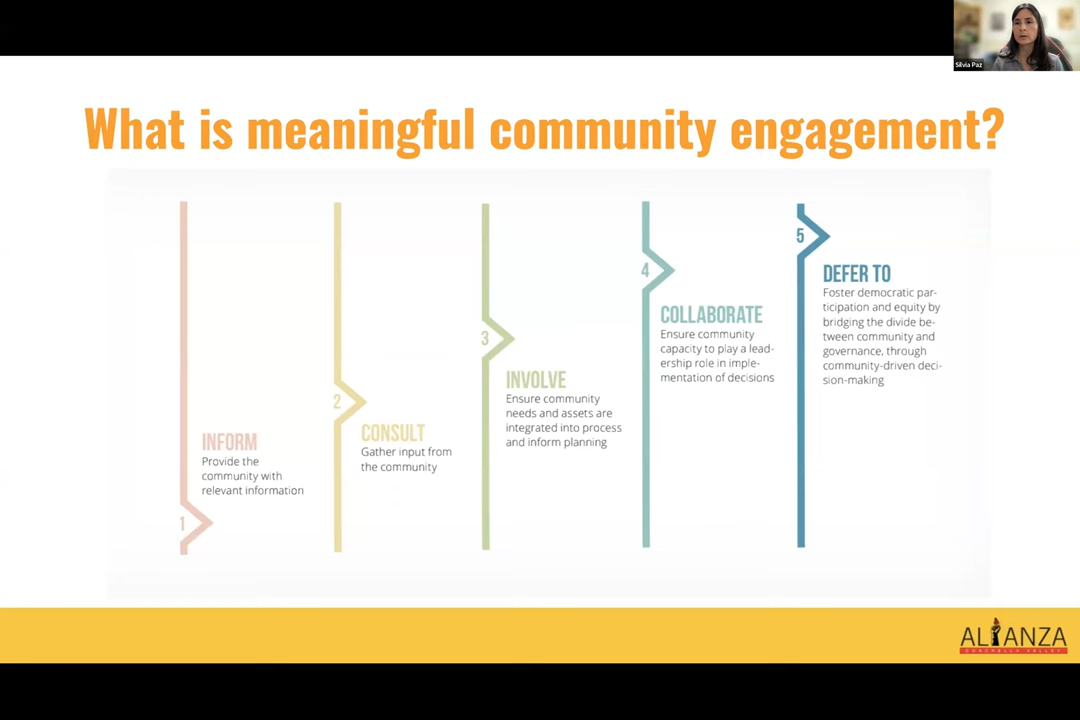 Silvia Paz
What is meaningful community engagement?
1
INFORM
Provide the
community with
relevant information
2
CONSULT
Gather input from
the community
3
INVOLVE
Ensure community
needs and assets are
integrated into process
and inform planning
4
COLLABORATE
Ensure community
capacity to play a lead-
ership role in imple-
mentation of decisions
5
DEFER TO
Foster democratic par-
ticipation and equity by
bridging the divide be-
tween community and
governance, through
community-driven deci-
sion-making
ALIANZA
COACHELLA VALLEY